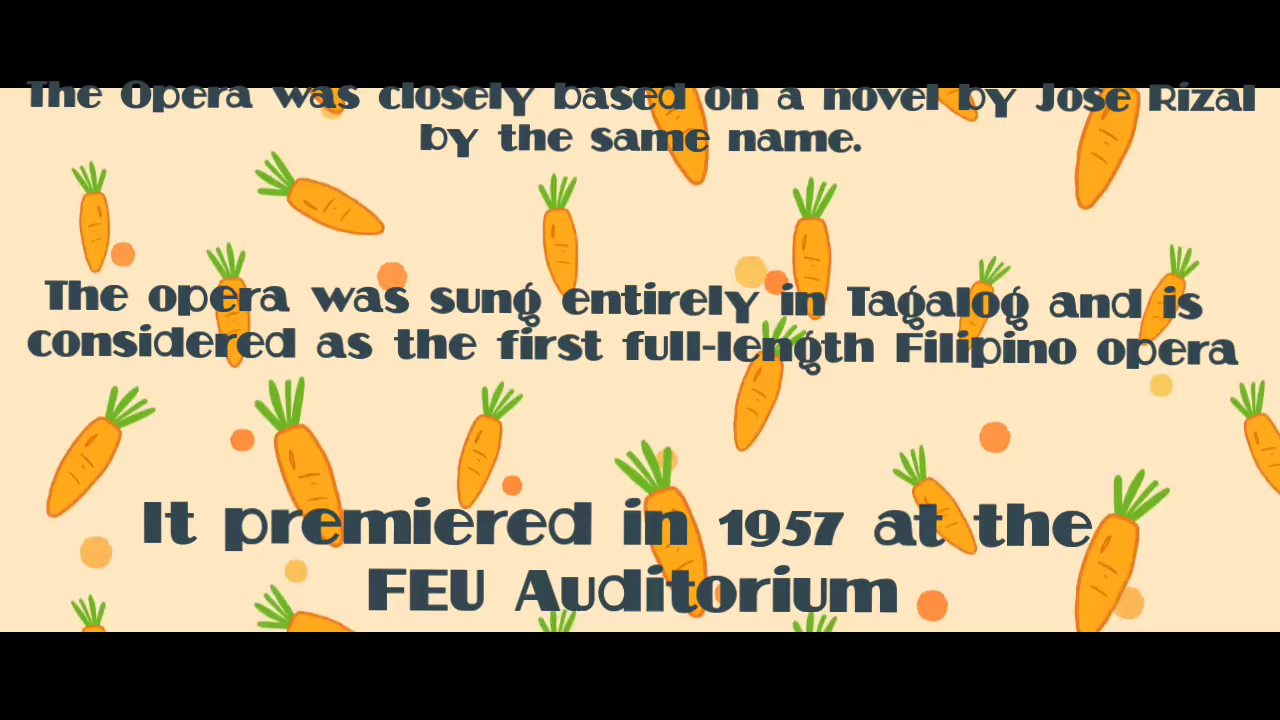 The Opera was closely based on a novel by Jose Rizal
by the same name.
The opera was sung entirely in Tagalog and is
considered as the first full-length Filipino opera
It premiered in 1957 at the
FEU Auditorium